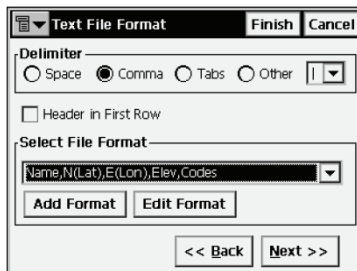 Text File Format Finish Cancel
Delimiter
Space Comma Tabs Other |
Header in First Row
Select File Format
Name,N(Lat),E(Lon),Elev,Codes
Add Format Edit Format
<< Back Next >>